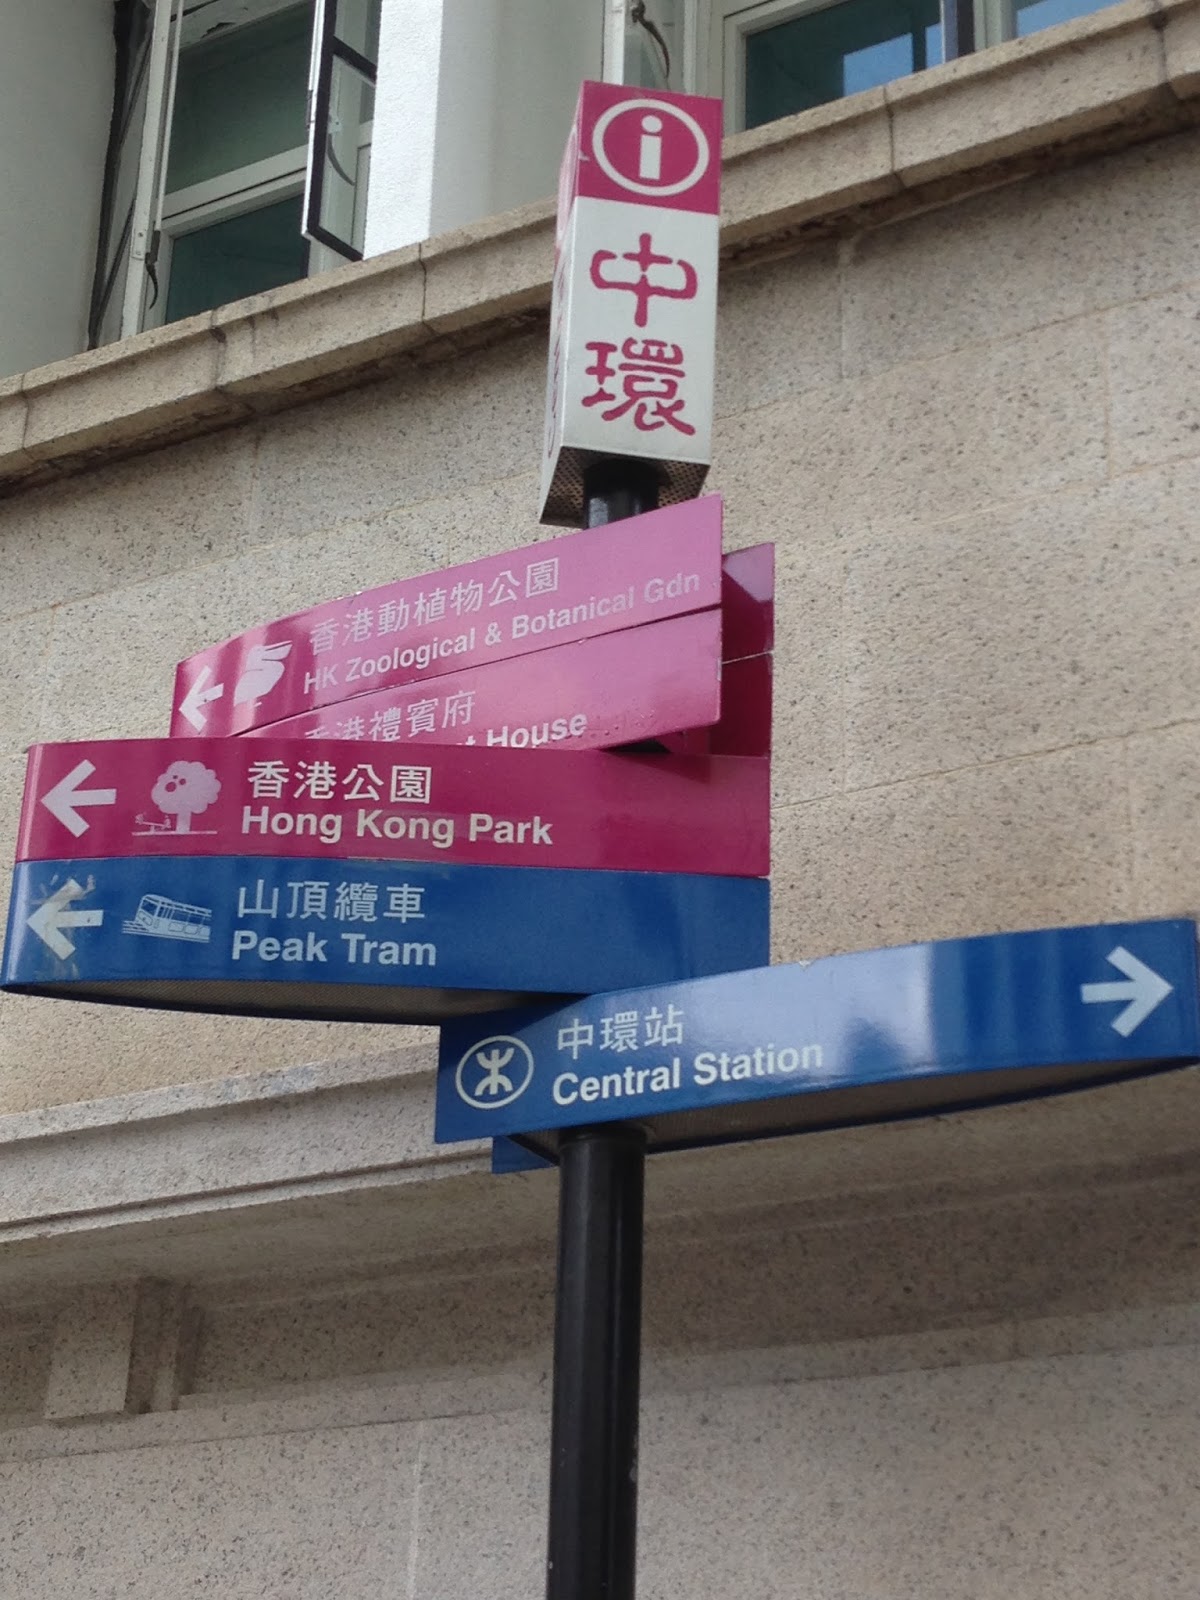 i
中
環
香港動植物公園
HK Zoological & Botanical Gdn
香港禮賓府
House
香港公園
Hong Kong Park
山頂纜車
Peak Tram
中環站
Central Station